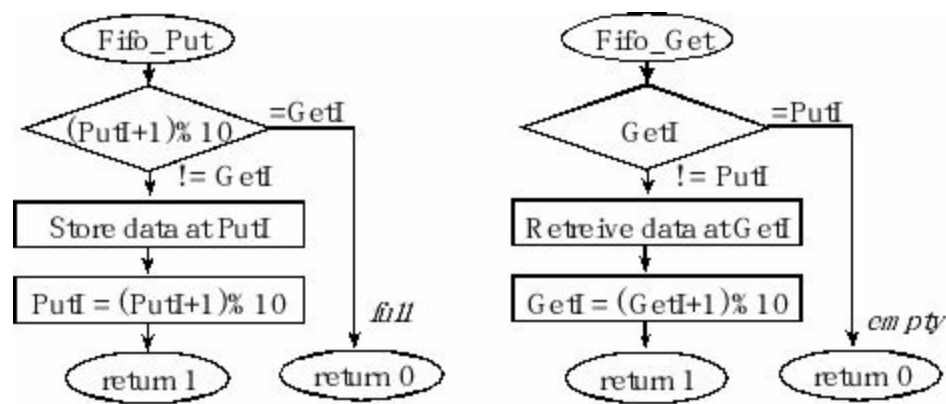 Fifo_Put
(PutI+1)%10
=GetI
!= GetI
Store data at PutI
PutI = (PutI+1)%10
full
return 1
return 0
Fifo_Get
GetI
=PutI
!= PutI
Retreive data at GetI
GetI = (GetI+1)%10
empty
return 1
return 0